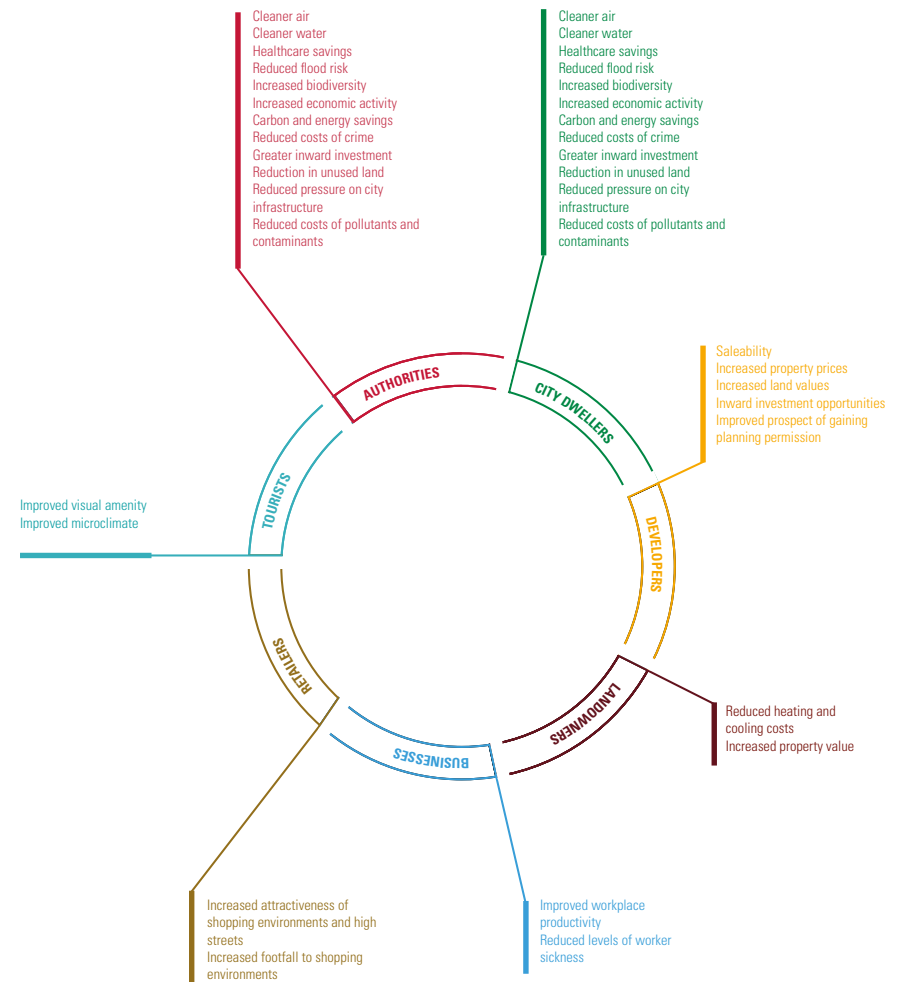 Cleaner air
Cleaner water
Healthcare savings
Reduced flood risk
Increased biodiversity
Increased economic activity
Carbon and energy savings
Reduced costs of crime
Greater inward investment
Reduction in unused land
Reduced pressure on city
infrastructure
Reduced costs of pollutants and
contaminants
Cleaner air
Cleaner water
Healthcare savings
Reduced flood risk
Increased biodiversity
Increased economic activity
Carbon and energy savings
Reduced costs of crime
Greater inward investment
Reduction in unused land
Reduced pressure on city
infrastructure
Reduced costs of pollutants and
contaminants
AUTHORITIES
CITY DWELLERS
Saleability
Increased property prices
Increased land values
Inward investment opportunities
Improved prospect of gaining
planning permission
TOURISTS
Improved visual amenity
Improved microclimate
DEVELOPERS
RETAILERS
LANDOWNERS
Reduced heating and
cooling costs
Increased property value
BUSINESSES
Increased attractiveness of
shopping environments and high
streets
Increased footfall to shopping
environments
Improved workplace
productivity
Reduced levels of worker
sickness